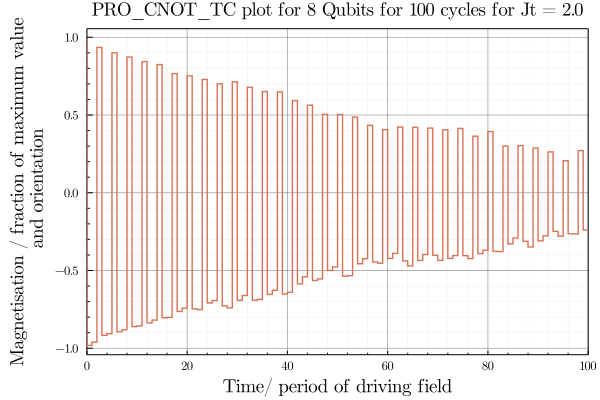 PRO_CNOT_TC plot for 8 Qubits for 100 cycles for Jt = 2.0
Magnetisation / fraction of maximum value
and orientation
1.0
0.5
0.0
−0.5
−1.0
0 20 40 60 80 100
Time/ period of driving field